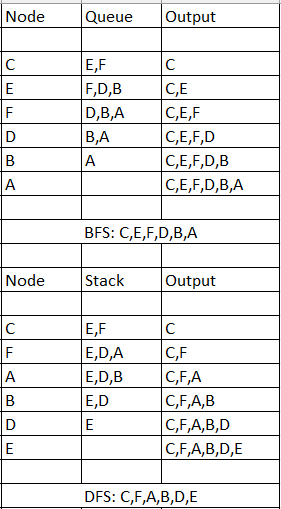 Node Queue Output
C E,F C
E F,D,B C,E
F D,B,A C,E,F
D B,A C,E,F,D
B A C,E,F,D,B
A C,E,F,D,B,A
BFS: C,E,F,D,B,A
Node Stack Output
C E,F C
F E,D,A C,F
A E,D,B C,F,A
B E,D C,F,A,B
D E C,F,A,B,D
E C,F,A,B,D,E
DFS: C,F,A,B,D,E